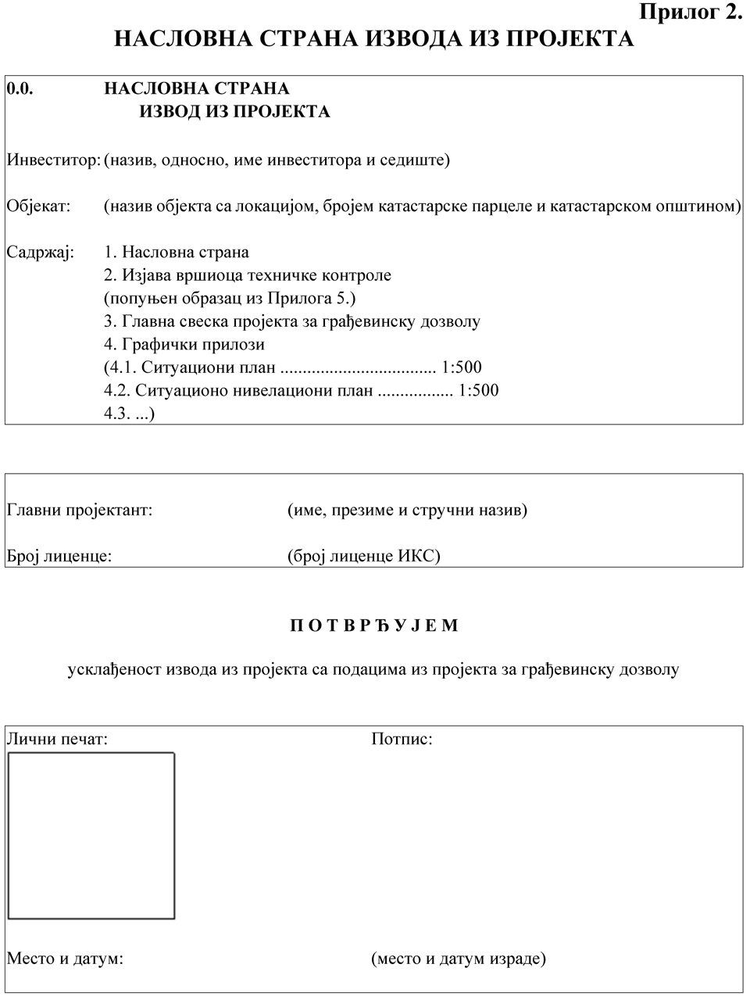 Прилог 2.
НАСЛОВНА СТРАНА ИЗВОДА ИЗ ПРОЈЕКТА
0.0. НАСЛОВНА СТРАНА
ИЗВОД ИЗ ПРОЈЕКТА
Инвеститор: (назив, односно, име инвеститора и седиште)
Објекат: (назив објекта са локацијом, бројем катастарске парцеле и катастарском општином)
Садржај: 1. Насловна страна
2. Изјава вршиоца техничке контроле
(попуњен образац из Прилога 5.)
3. Главна свеска пројекта за грађевинску дозволу
4. Графички прилози
(4.1. Ситуациони план ................................... 1:500
4.2. Ситуационо нивелациони план ................. 1:500
4.3. ...)
Главни пројектант: (име, презиме и стручни назив)
Број лиценце: (број лиценце ИКС)
П О Т В Р Ђ У Ј Е М
усклађеност извода из пројекта са подацима из пројекта за грађевинску дозволу
Лични печат: Потпис:
Место и датум: (место и датум израде)